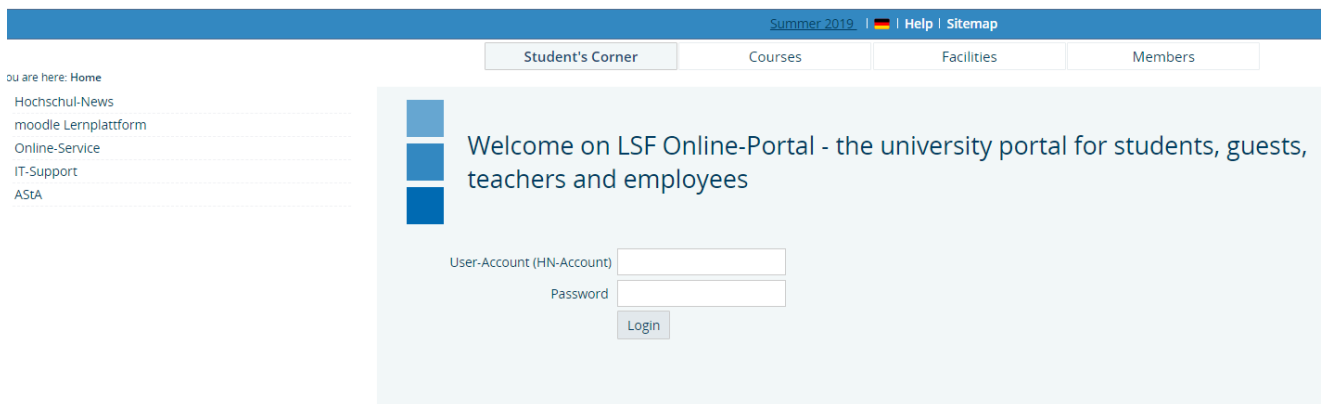 Summer 2019 | | Help | Sitemap
Student's Corner Courses Facilities Members
ou are here: Home
Hochschul-News
moodle Lernplattform
Online-Service
IT-Support
AStA
Welcome on LSF Online-Portal - the university portal for students, guests,
teachers and employees
User-Account (HN-Account)
Password
Login